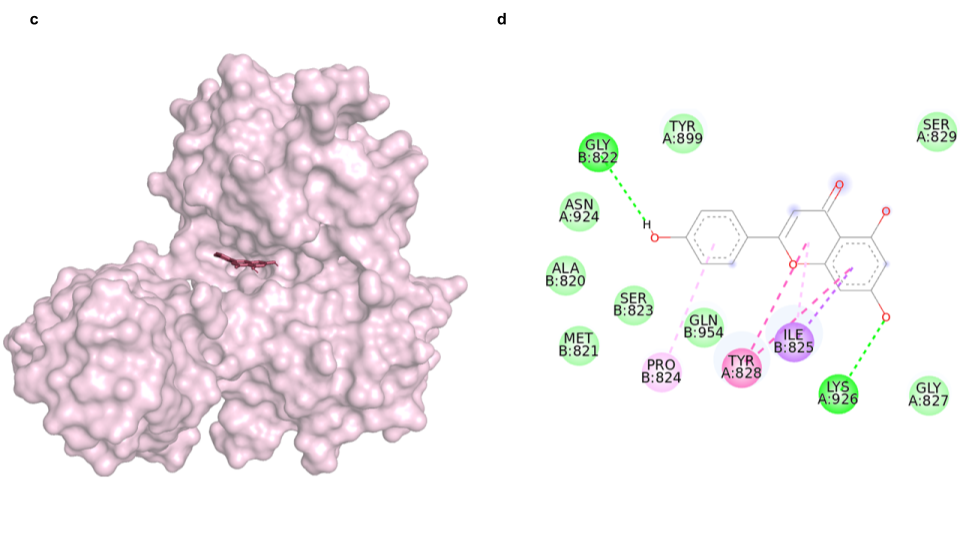 c
d
TYR
A:899
SER
A:829
GLY
B:822
ASN
A:924
H
O
O
O
O
O
ALA
B:820
SER
B:823
GLN
B:954
MET
B:821
ILE
B:825
PRO
B:824
TYR
A:828
LYS
A:926
GLY
A:827